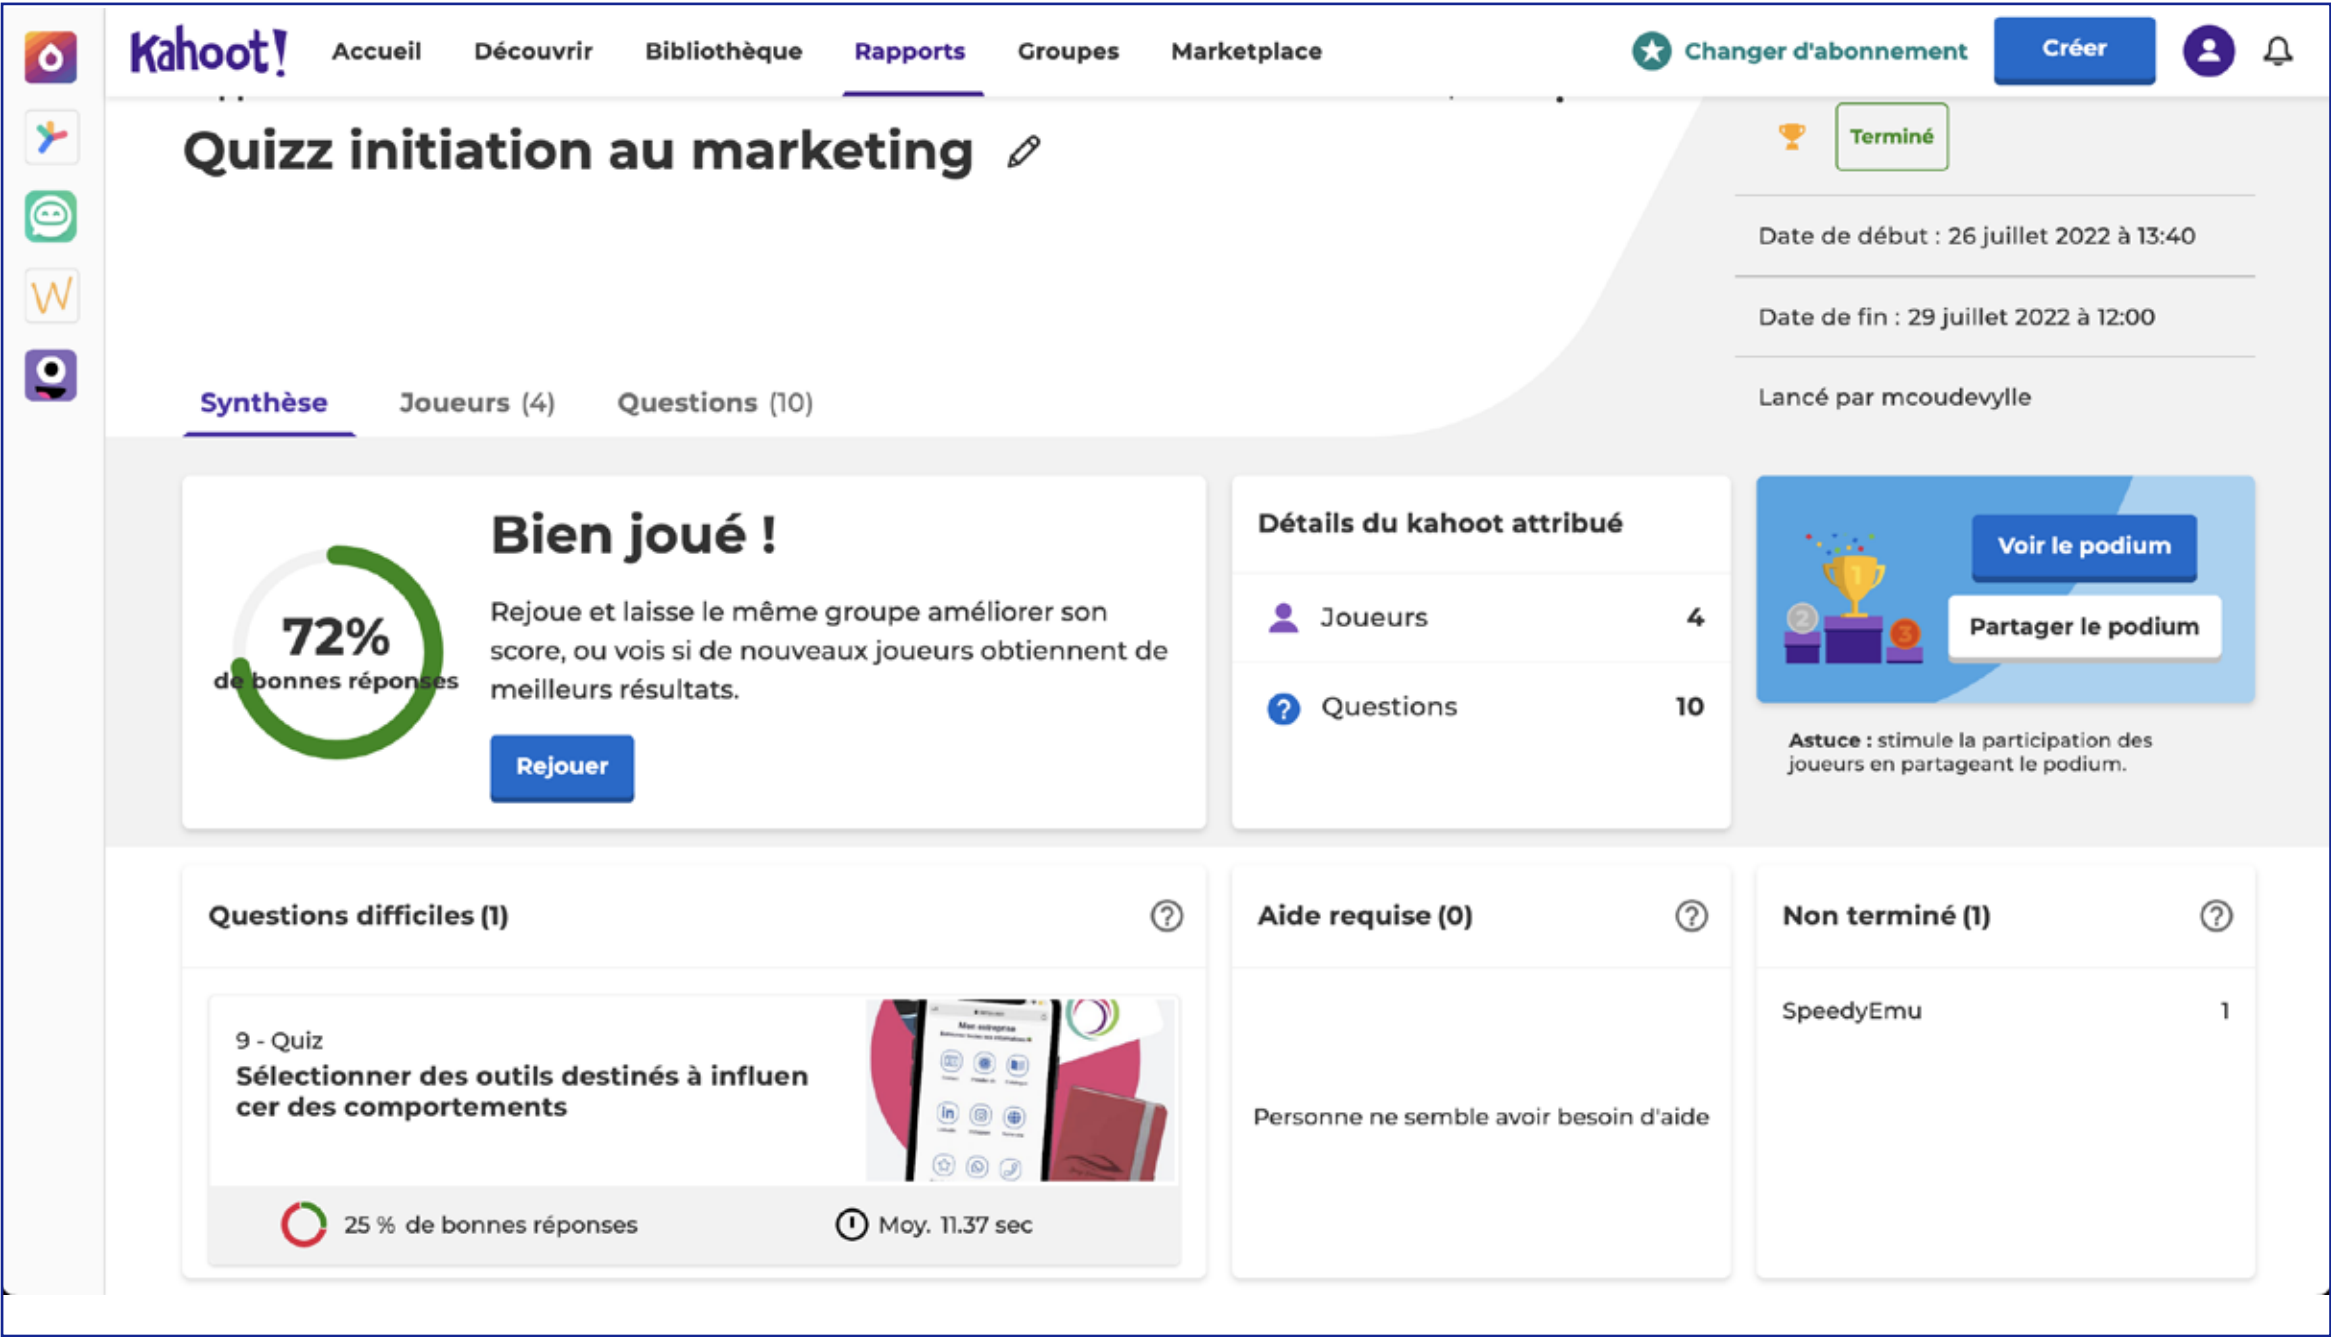 Kahoot!
Accueil
Découvrir
Bibliothèque
Rapports
Groupes
Marketplace
Changer d'abonnement
Créer
Quizz initiation au marketing
Terminé
Date de début : 26 juillet 2022 à 13:40
Date de fin : 29 juillet 2022 à 12:00
Lancé par mcoudevylle
Synthèse
Joueurs (4)
Questions (10)
72%
de bonnes réponses
Bien joué !
Rejoue et laisse le même groupe améliorer son
score, ou vois si de nouveaux joueurs obtiennent de
meilleurs résultats.
Rejouer
Détails du kahoot attribué
Joueurs 4
Questions 10
1
2
3
Voir le podium
Partager le podium
Astuce : stimule la participation des
joueurs en partageant le podium.
Questions difficiles (1)
9 - Quiz
Sélectionner des outils destinés à influen
cer des comportements
Mon entreprise
25 % de bonnes réponses
Moy. 11.37 sec
Aide requise (0)
Personne ne semble avoir besoin d'aide
Non terminé (1)
SpeedyEmu 1